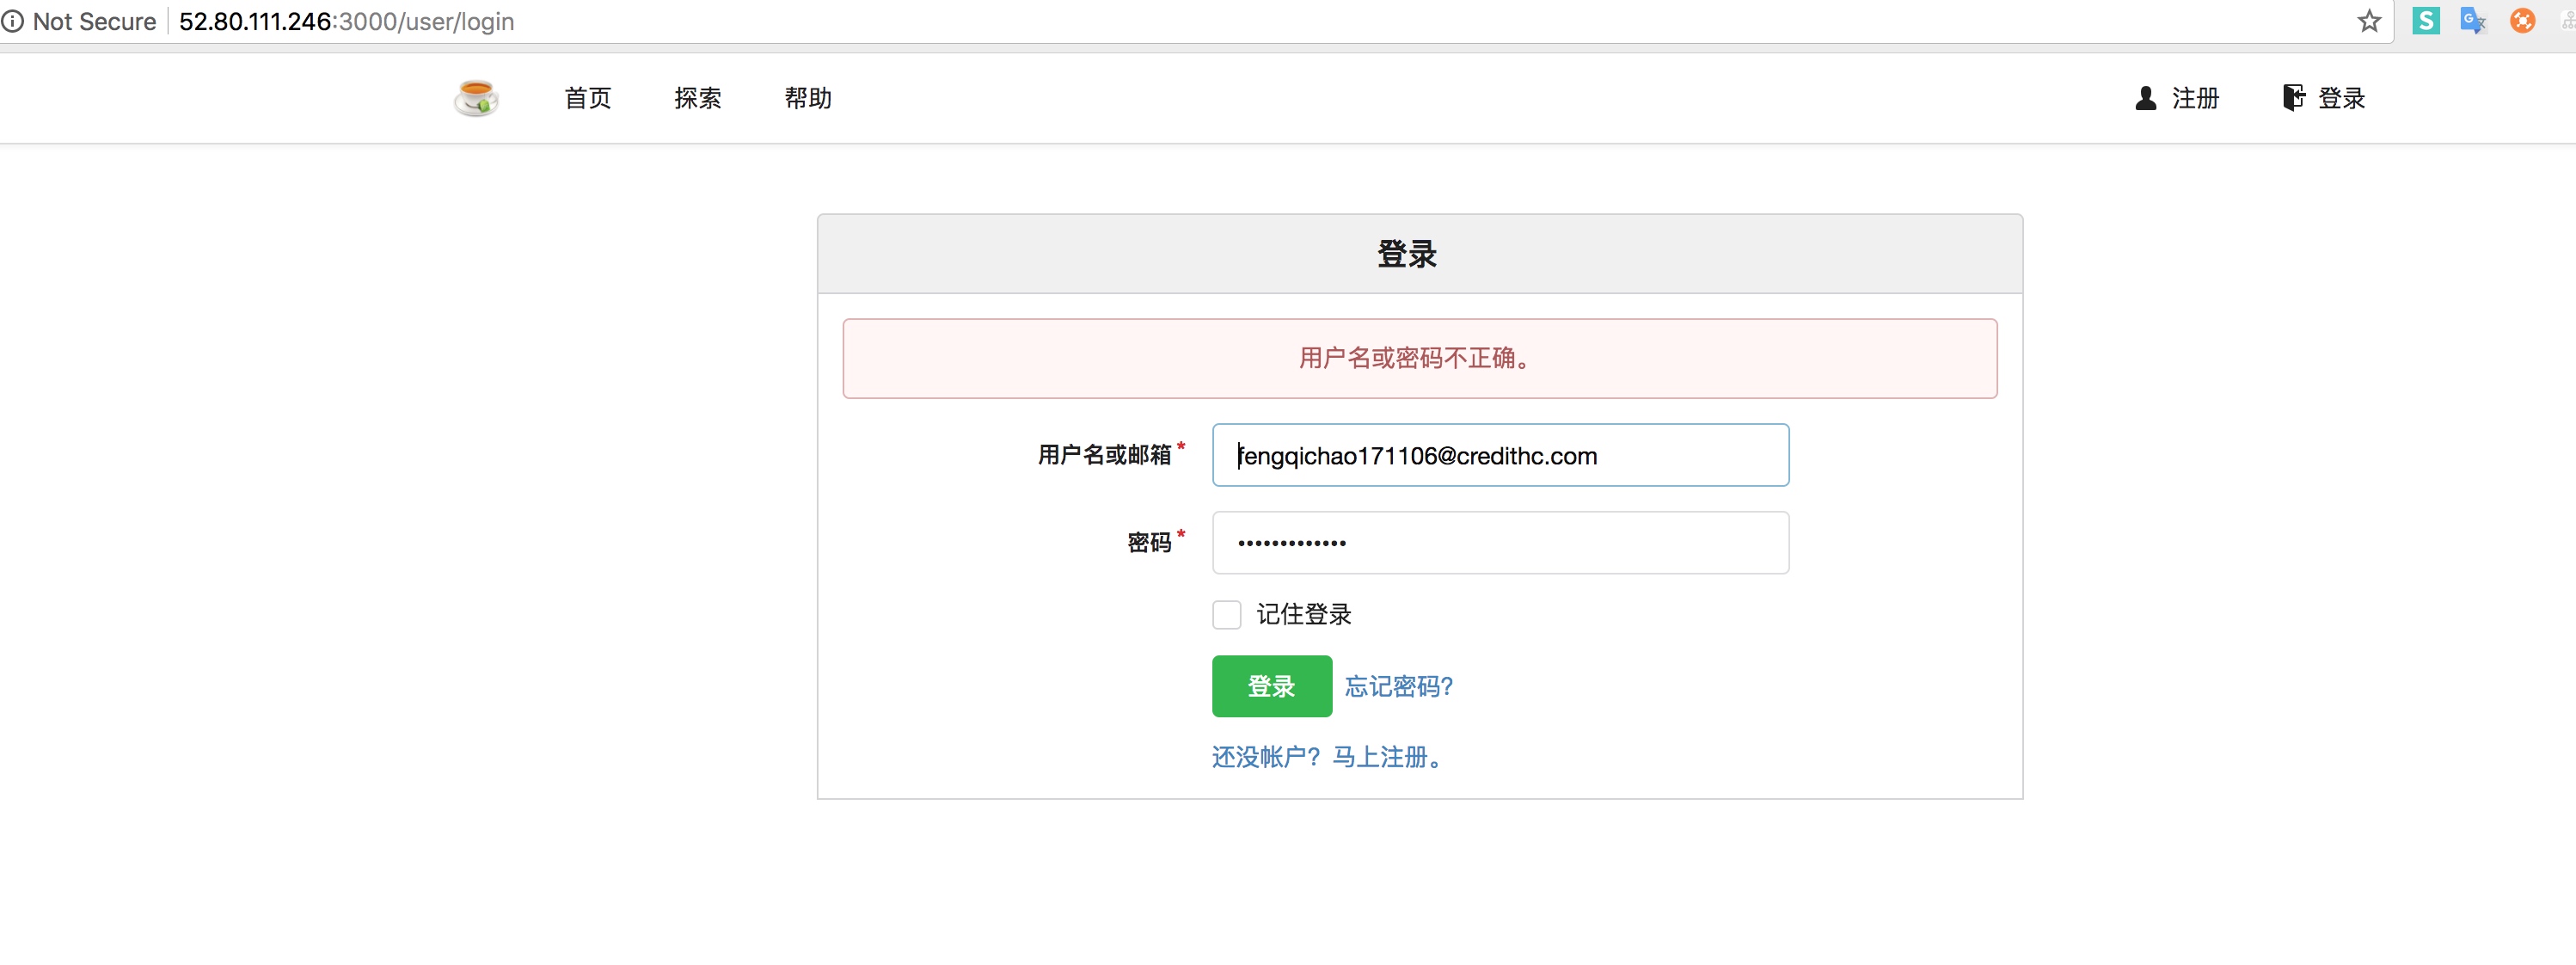 Not Secure 52.80.111.246:3000/user/login
首页 探索 帮助 注册 登录
登录
用户名或密码不正确。
用户名或邮箱* fengqichao171106@credithc.com
密码* •••••••••••••
记住登录
登录 忘记密码?
还没帐户? 马上注册。